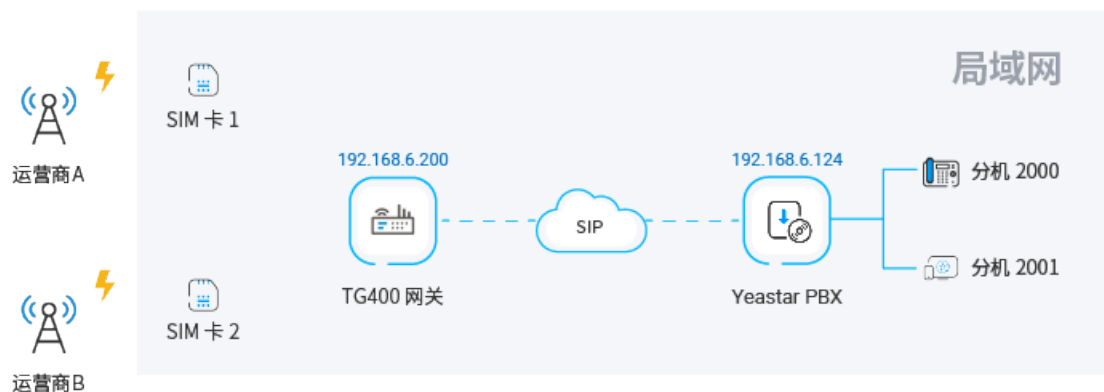 局域网
SIM 卡 1
运营商A
192.168.6.200
192.168.6.124
分机 2000
SIP
TG400 网关
Yeastar PBX
分机 2001
SIM 卡 2
运营商B